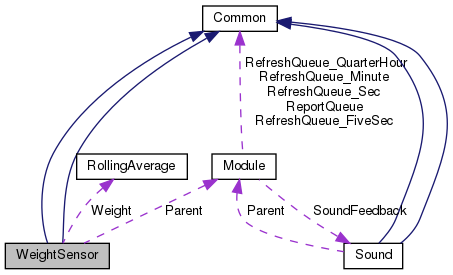 Common
RefreshQueue_QuarterHour
RefreshQueue_Minute
RefreshQueue_Sec
ReportQueue
RefreshQueue_FiveSec
RollingAverage
Module
Weight
Parent
Parent
SoundFeedback
WeightSensor
Sound